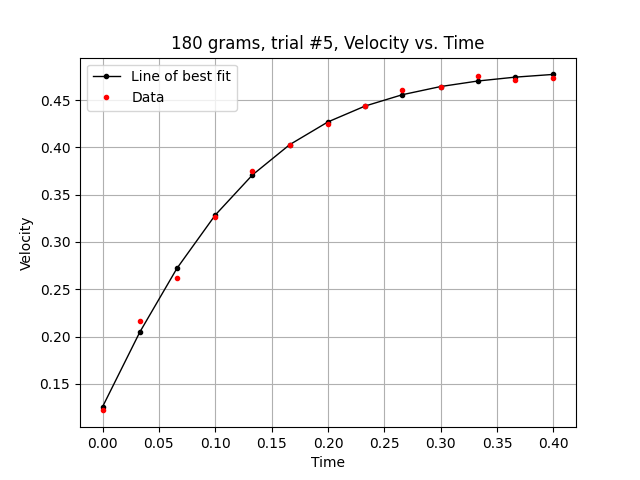 180 grams, trial #5, Velocity vs. Time
Line of best fit
Data
0.45
0.40
0.35
0.30
0.25
0.20
0.15
Velocity
0.00 0.05 0.10 0.15 0.20 0.25 0.30 0.35 0.40
Time